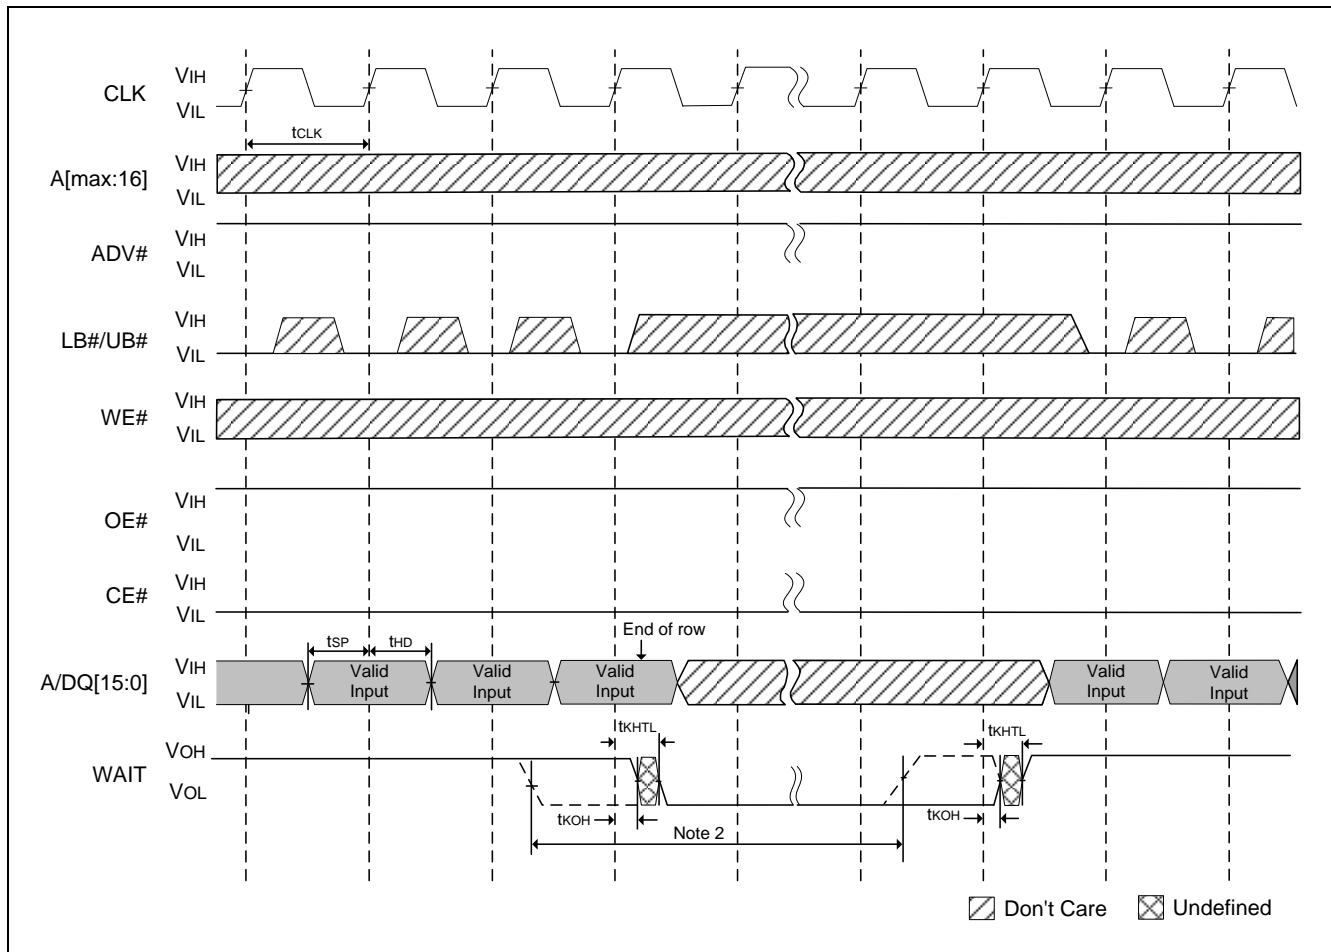 CLK
VIH
VIL
tCLK
A[max:16]
VIH
VIL
ADV#
VIH
VIL
LB#/UB#
VIH
VIL
WE#
VIH
VIL
OE#
VIH
VIL
CE#
VIH
VIL
A/DQ[15:0]
VIH
VIL
tSP
tHD
End of row
Valid
Input
Valid
Input
Valid
Input
Valid
Input
Valid
Input
WAIT
VOH
VOL
tKHTL
tKHTL
tKOH
tKOH
Note 2
Don't Care
Undefined